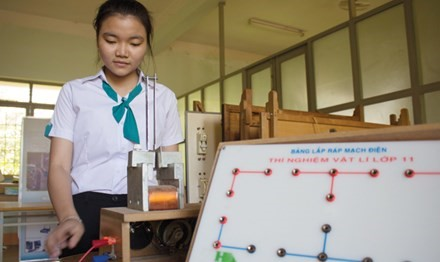 BẢNG LẮP RÁP MẠCH ĐIỆN
THÍ NGHIỆM VẬT LÍ LỚP 11